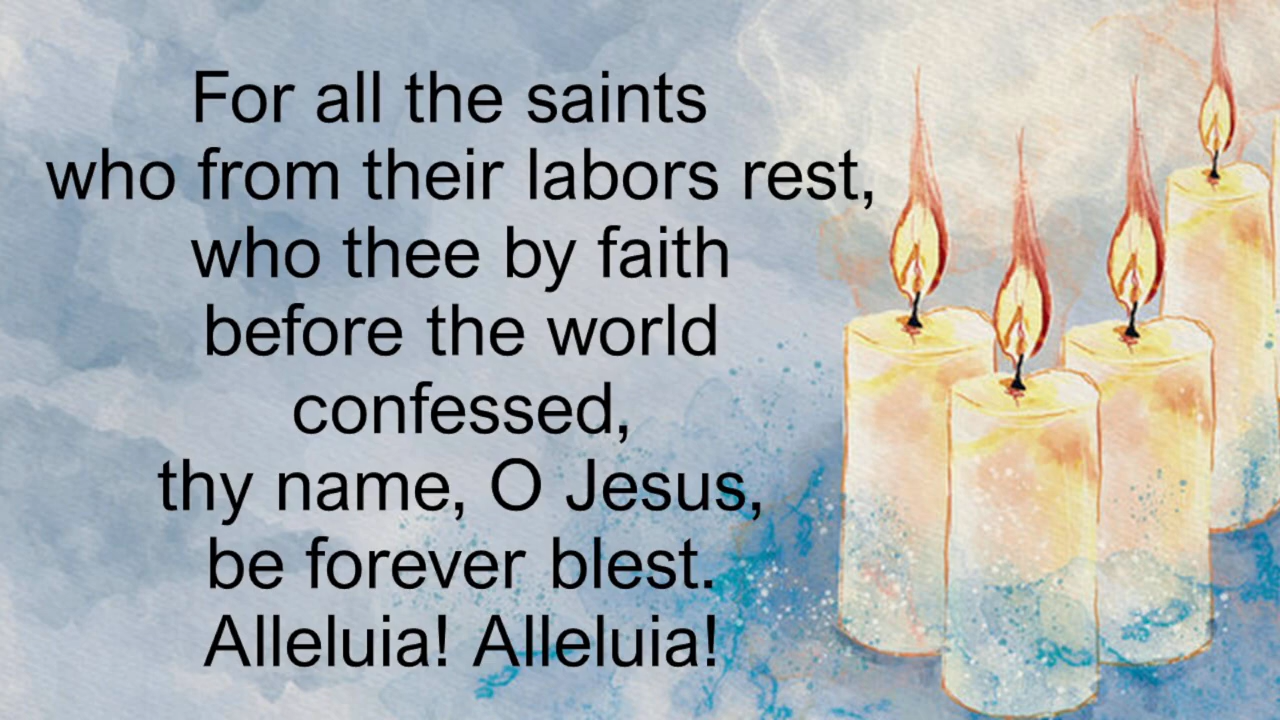 For all the saints
who from their labors rest,
who thee by faith
before the world
confessed,
thy name, O Jesus,
be forever blest.
Alleluia! Alleluia!